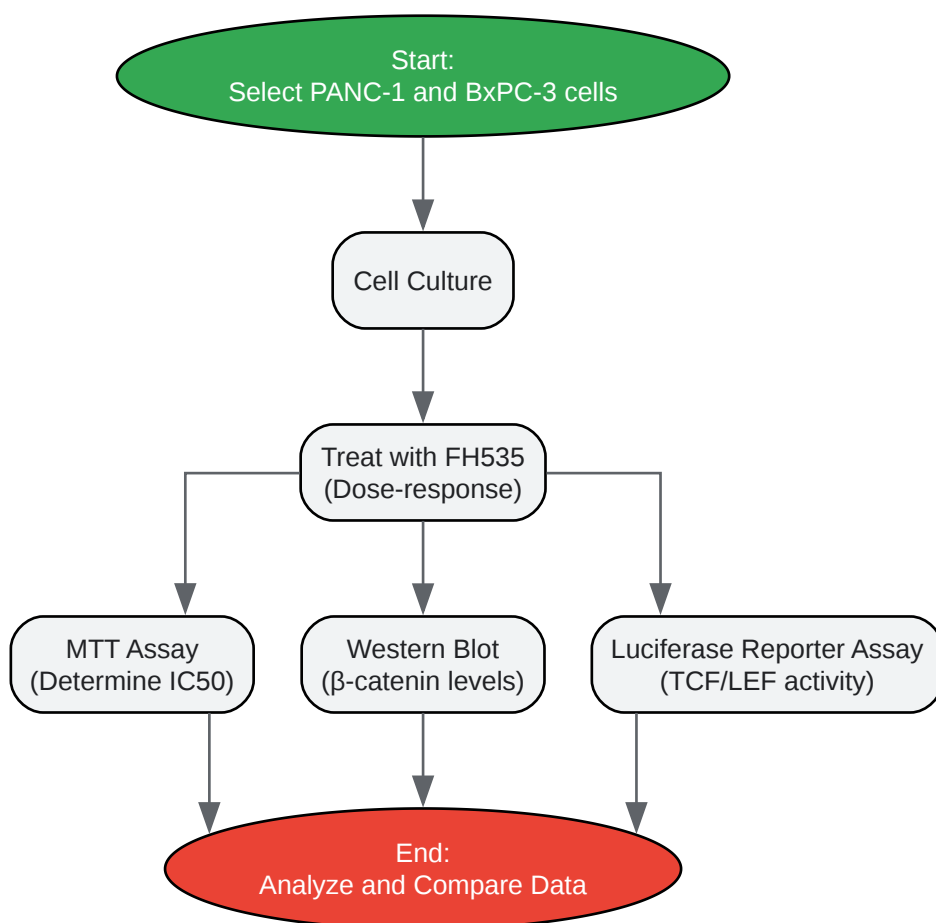 Start:
Select PANC-1 and BxPC-3 cells
Cell Culture
Treat with FH535
(Dose-response)
MTT Assay
(Determine IC50)
Western Blot
(β-catenin levels)
Luciferase Reporter Assay
(TCF/LEF activity)
End:
Analyze and Compare Data